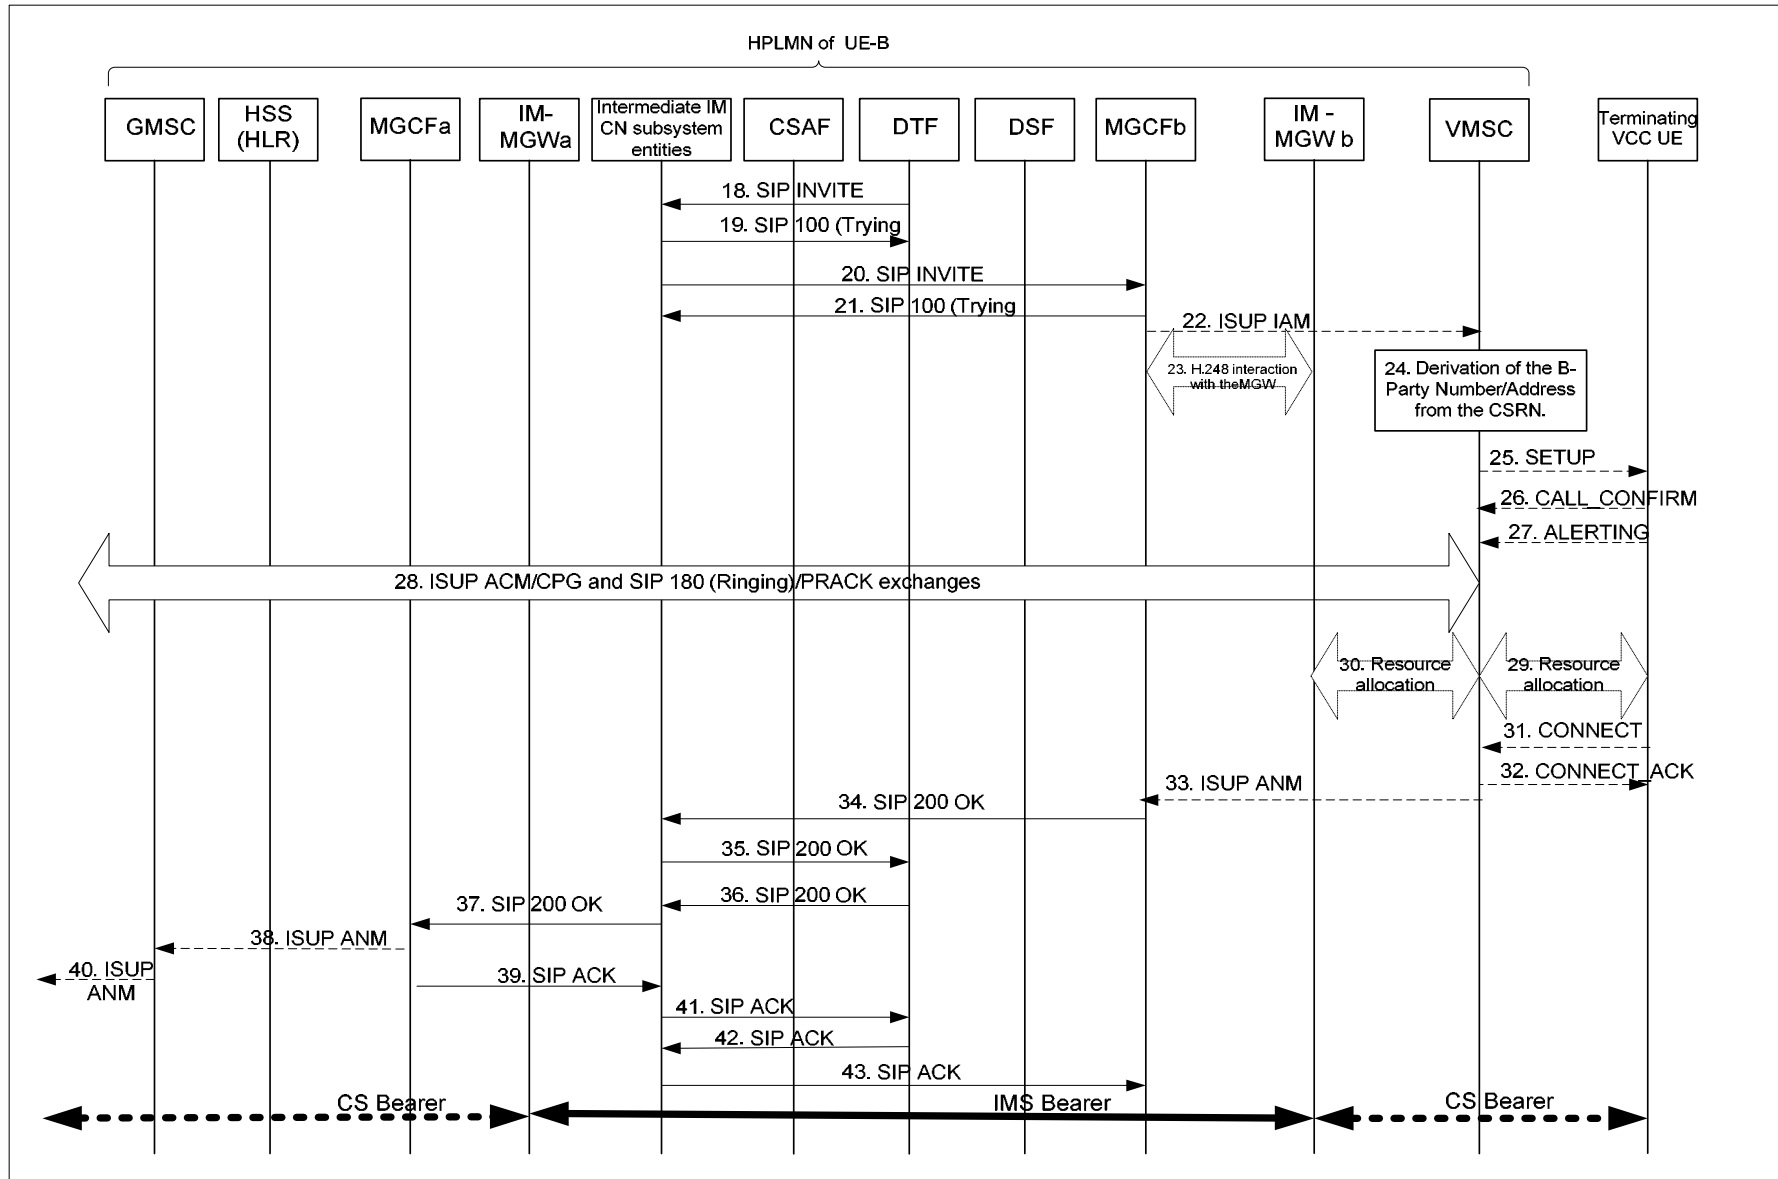 HPLMN of UE-B
GMSC
HSS
(HLR)
MGCFa
IM-
MGWa
Intermediate IM
CN subsystem
entities
CSAF
DTF
DSF
MGCFb
IM -
MGW b
VMSC
Terminating
VCC UE
18. SIP INVITE
19. SIP 100 (Trying
20. SIP INVITE
21. SIP 100 (Trying
22. ISUP IAM
23. H.248 interaction
with theMGW
24. Derivation of the B-
Party Number/Address
from the CSRN.
25. SETUP
26. CALL_CONFIRM
27. ALERTING
28. ISUP ACM/CPG and SIP 180 (Ringing)/PRACK exchanges
30. Resource
allocation
29. Resource
allocation
31. CONNECT
32. CONNECT_ACK
33. ISUP ANM
34. SIP 200 OK
35. SIP 200 OK
36. SIP 200 OK
37. SIP 200 OK
38. ISUP ANM
40. ISUP
ANM
39. SIP ACK
41. SIP ACK
42. SIP ACK
43. SIP ACK
CS Bearer
IMS Bearer
CS Bearer